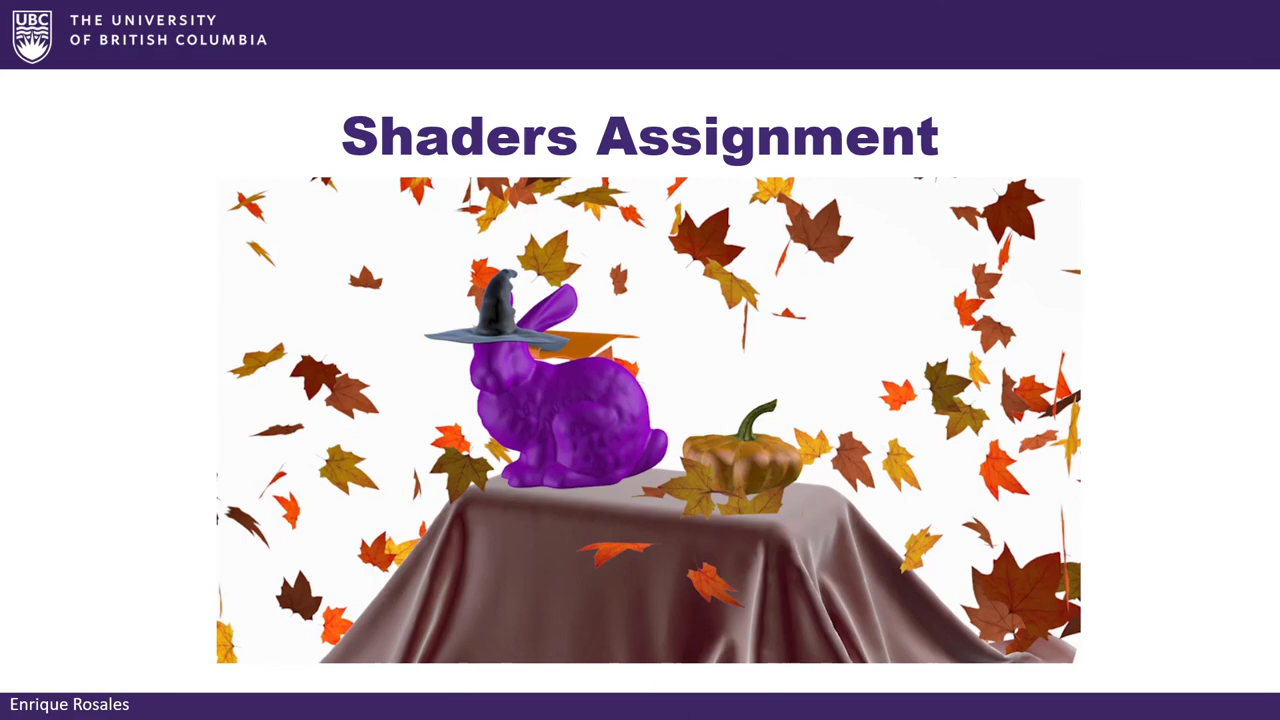 UBC
THE UNIVERSITY
OF BRITISH COLUMBIA
Shaders Assignment
Enrique Rosales